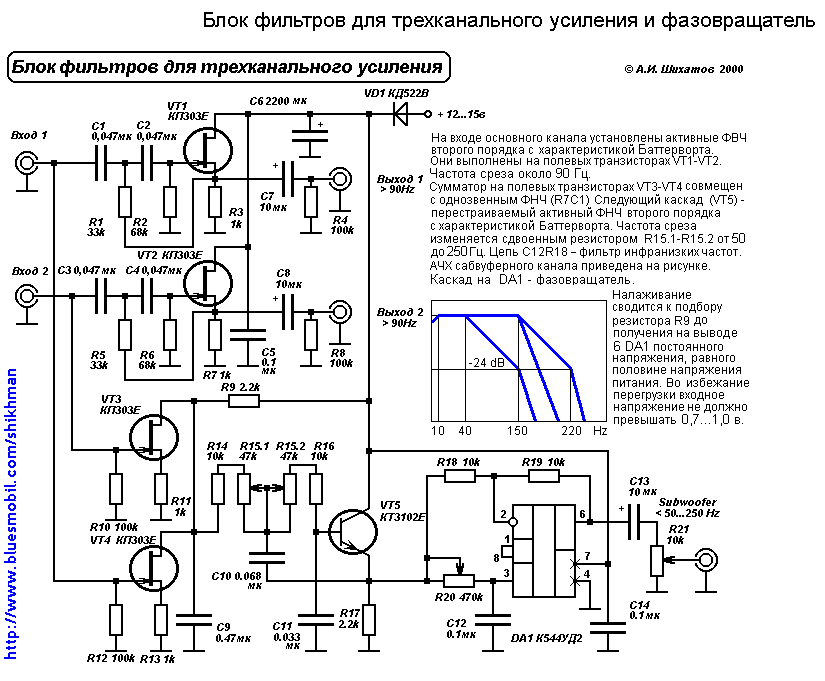 Блок фильтров для трехканального усиления и фазовращатель
Блок фильтров для трехканального усиления
© А.И. Шихатов 2000
VD1 КД522В
+ 12...15в
C6 2200 мк
+
VT1
КП303Е
Вход 1
C1
0,047мк
C2
0,047мк
R1
33k
R2
68k
R3
1k
+
C7
10мк
R4
100k
Выход 1
> 90Hz
VT2 КП303Е
Вход 2
C3 0,047мк
C4 0,047мк
R5
33k
R6
68k
R7 1k
C8
10мк
+
C5
0.1
мк
R8
100k
Выход 2
> 90Hz
На входе основного канала установлены активные ФВЧ
второго порядка с характеристикой Баттерворта.
Они выполнены на полевых транзисторах VT1-VT2.
Частота среза около 90 Гц.
Сумматор на полевых транзисторах VT3-VT4 совмещен
с однозвенным ФНЧ (R7C1) Следующий каскад (VT5) -
перестраиваемый активный ФНЧ второго порядка
с характеристикой Баттерворта. Частота среза
изменяется сдвоенным резистором R15.1-R15.2 от 50
до 250 Гц. Цепь C12R18 – фильтр инфранизких частот.
АЧХ сабвуферного канала приведена на рисунке.
Каскад на DA1 - фазовращатель.
Налаживание
сводится к подбору
резистора R9 до
получения на выводе
6 DA1 постоянного
напряжения, равного
половине напряжения
питания. Во избежание
перегрузки входное
напряжение не должно
превышать 0,7...1,0 в.
-24 dB
10 40 150 220 Hz
R9 2.2k
VT3
КП303Е
R10 100k
R11
1k
VT4 КП303Е
R12 100k
R13 1k
R14
10k
R15.1
47k
R15.2
47k
R16
10k
C10 0.068
мк
C9
0.47мк
C11
0.033
мк
VT5
КТ3102Е
R17
2.2k
R18 10k
R19 10k
R20 470k
C12
0.1мк
2
1
8
3
6
7
4
DA1 К544УД2
C13
10 мк
+
Subwoofer
< 50...250 Hz
R21
10k
C14
0.1мк
http://www.bluesmobil.com/shikhman